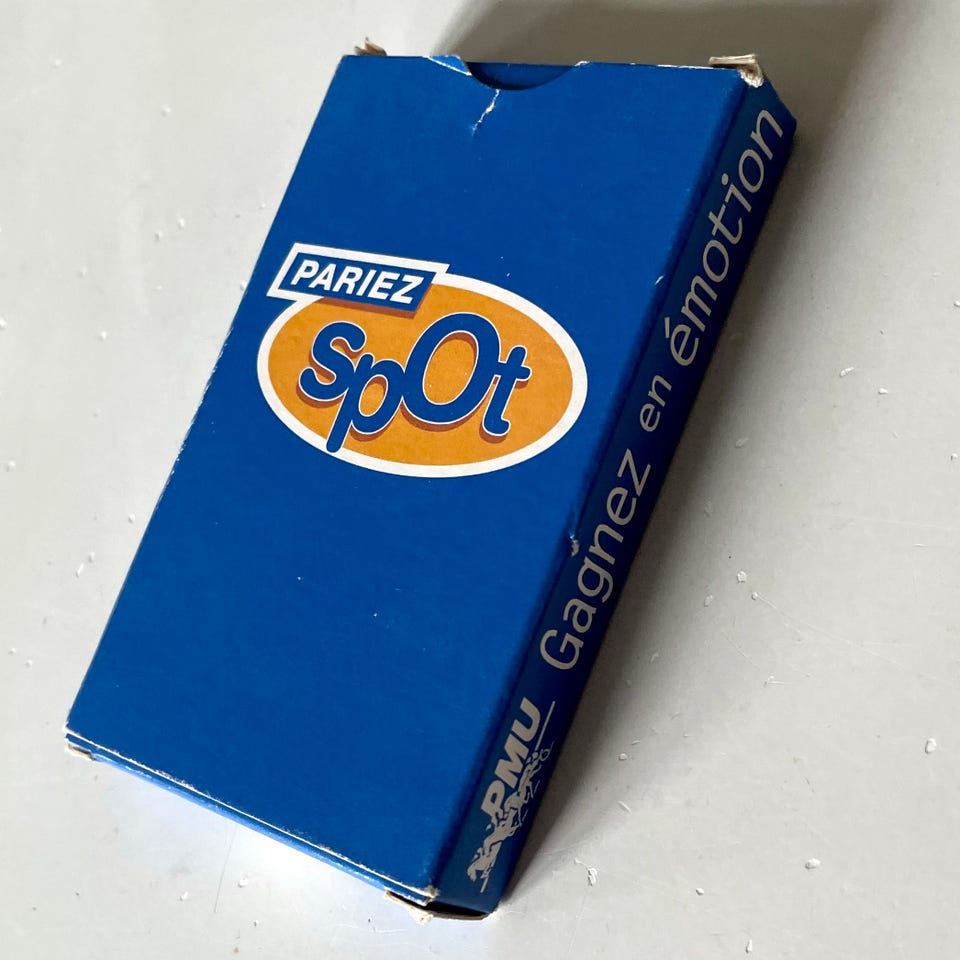 PARIEZ
spOt
PMU Gagnez en émotion